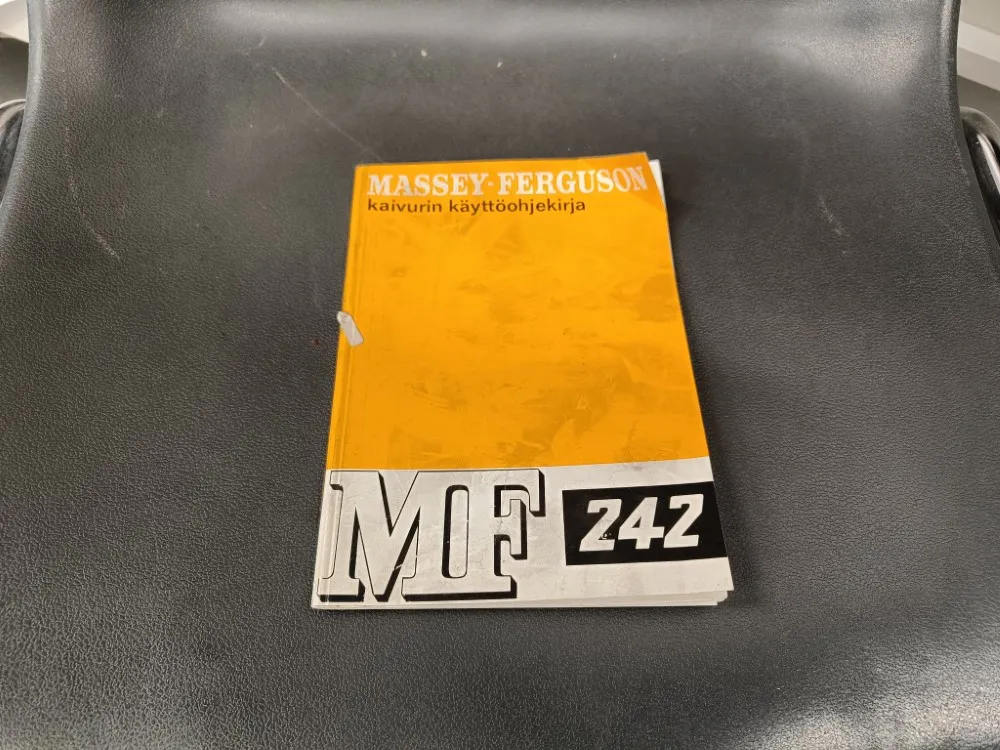 MASSEY-FERGUSON
kaivurin käyttöohjekirja
MF 242